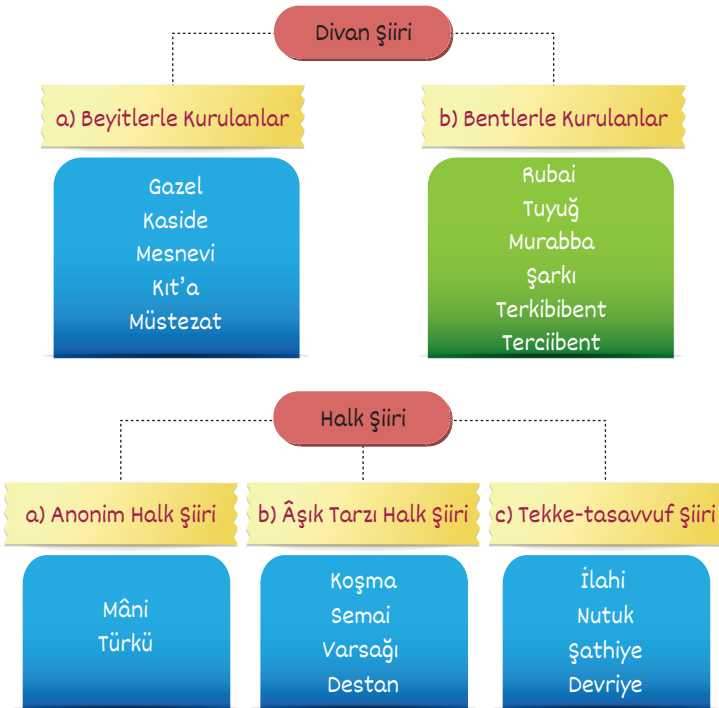 Divan Şiiri
a) Beyitlerle Kurulanlar
Gazel
Kaside
Mesnevi
Kıt’a
Müstezat
b) Bentlerle Kurulanlar
Rubai
Tuyuğ
Murabba
Şarkı
Terkibibent
Terciibent
Halk Şiiri
a) Anonim Halk Şiiri
Mâni
Türkü
b) Âşık Tarzı Halk Şiiri
Koşma
Semai
Varsağı
Destan
c) Tekke-tasavvuf Şiiri
İlahi
Nutuk
Şathiye
Devriye